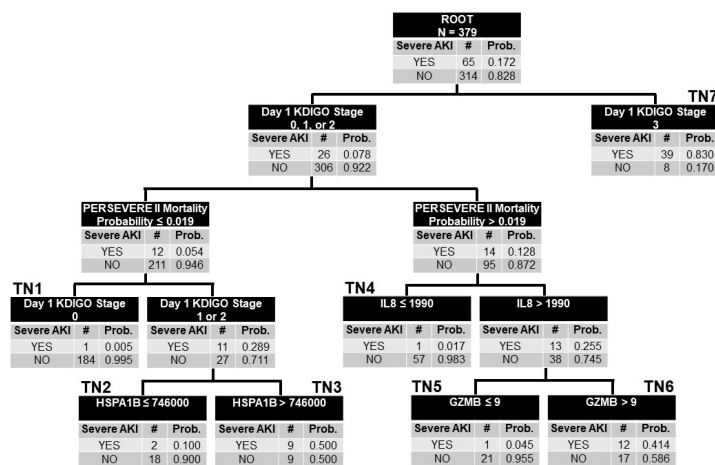 ROOT
N = 379
Severe AKI # Prob.
YES 65 0.172
NO 314 0.828
TN7
Day 1 KDIGO Stage
0, 1, or 2
Severe AKI # Prob.
YES 26 0.078
NO 306 0.922
Day 1 KDIGO Stage
3
Severe AKI # Prob.
YES 39 0.830
NO 8 0.170
PERSEVERE II Mortality
Probability ≤ 0.019
Severe AKI # Prob.
YES 12 0.054
NO 211 0.946
PERSEVERE II Mortality
Probability > 0.019
Severe AKI # Prob.
YES 14 0.128
NO 95 0.872
TN1
Day 1 KDIGO Stage
0
Severe AKI # Prob.
YES 1 0.005
NO 184 0.995
Day 1 KDIGO Stage
1 or 2
Severe AKI # Prob.
YES 11 0.289
NO 27 0.711
TN4
IL8 ≤ 1990
Severe AKI # Prob.
YES 1 0.017
NO 57 0.983
IL8 > 1990
Severe AKI # Prob.
YES 13 0.255
NO 38 0.745
TN2
HSPA1B ≤ 746000
Severe AKI # Prob.
YES 2 0.100
NO 18 0.900
TN3
HSPA1B > 746000
Severe AKI # Prob.
YES 9 0.500
NO 9 0.500
TN5
GZMB ≤ 9
Severe AKI # Prob.
YES 1 0.045
NO 21 0.955
TN6
GZMB > 9
Severe AKI # Prob.
YES 12 0.414
NO 17 0.586